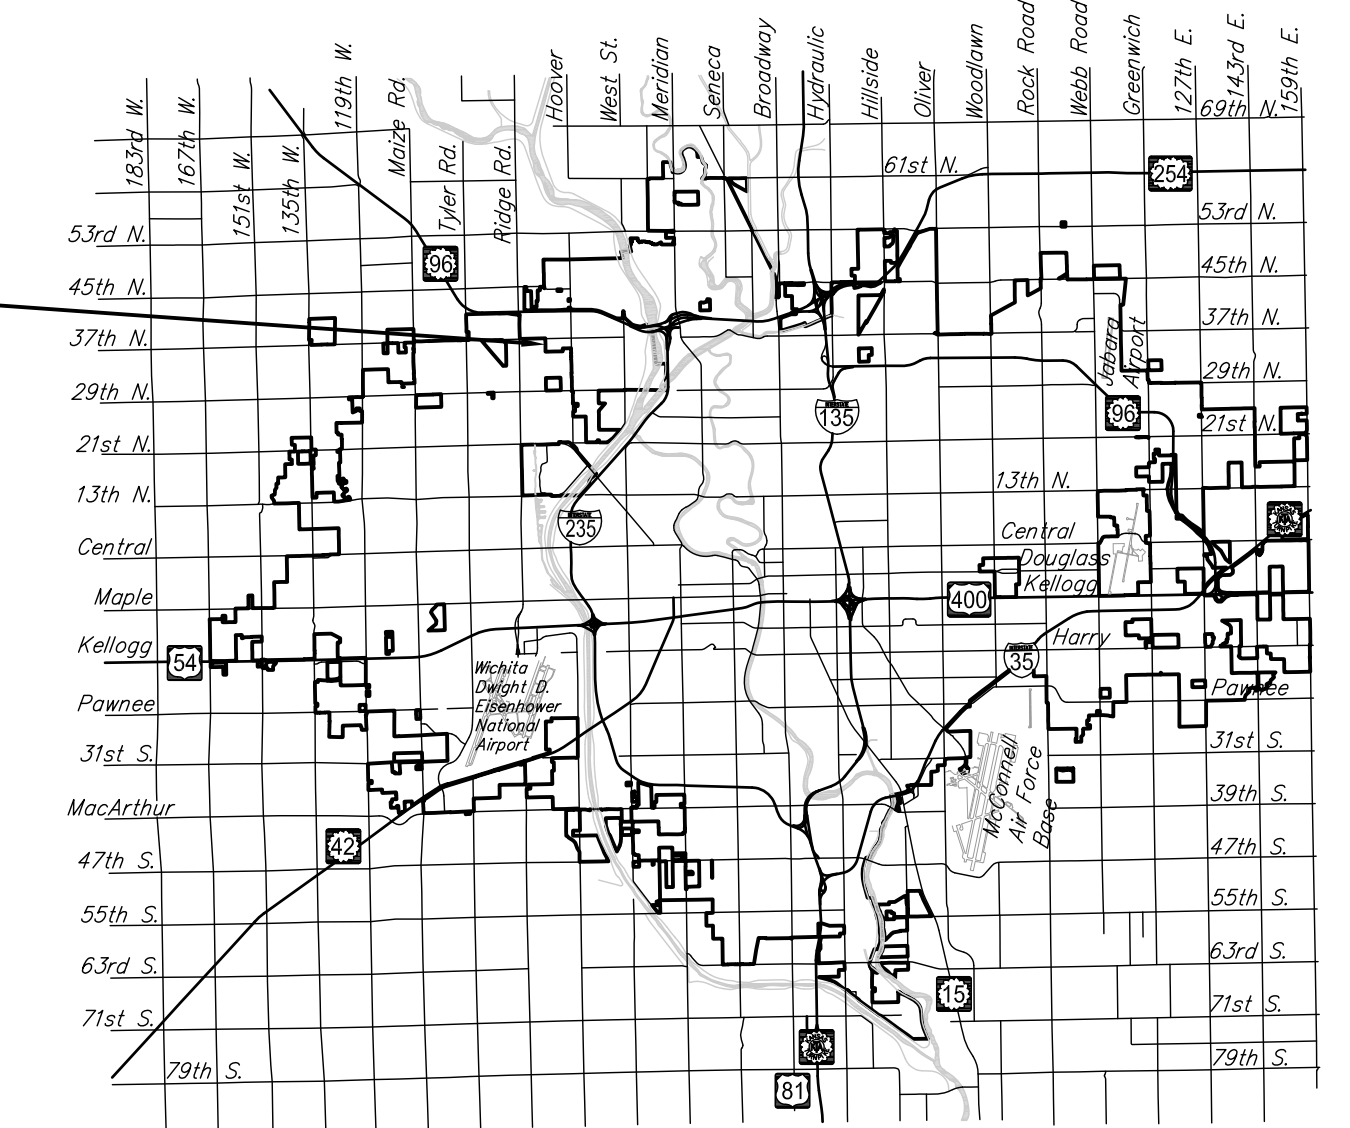 183rd W.
167th W.
151st W.
135th W.
119th W.
Maize Rd.
Tyler Rd.
Ridge Rd.
Hoover
West St.
Meridian
Seneca
Broadway
Hydraulic
Hillside
Oliver
Woodlawn
Rock Road
Webb Road
Greenwich
127th E.
143rd E.
159th E.
69th N.
61st N.
254
53rd N.
53rd N.
96
45th N.
45th N.
37th N.
37th N.
Jabara
Airport
29th N.
29th N.
INTERSTATE
135
96
21st N.
21st N.
13th N.
13th N.
INTERSTATE
235
Central
Central
Douglass
Kellogg
400
Maple
Kellogg
54
Harry
INTERSTATE
35
Wichita
Dwight D.
Eisenhower
National
Airport
Pawnee
Pawnee
31st S.
31st S.
McConnell
Air Force
Base
MacArthur
39th S.
42
47th S.
47th S.
55th S.
55th S.
63rd S.
63rd S.
15
71st S.
71st S.
79th S.
79th S.
81